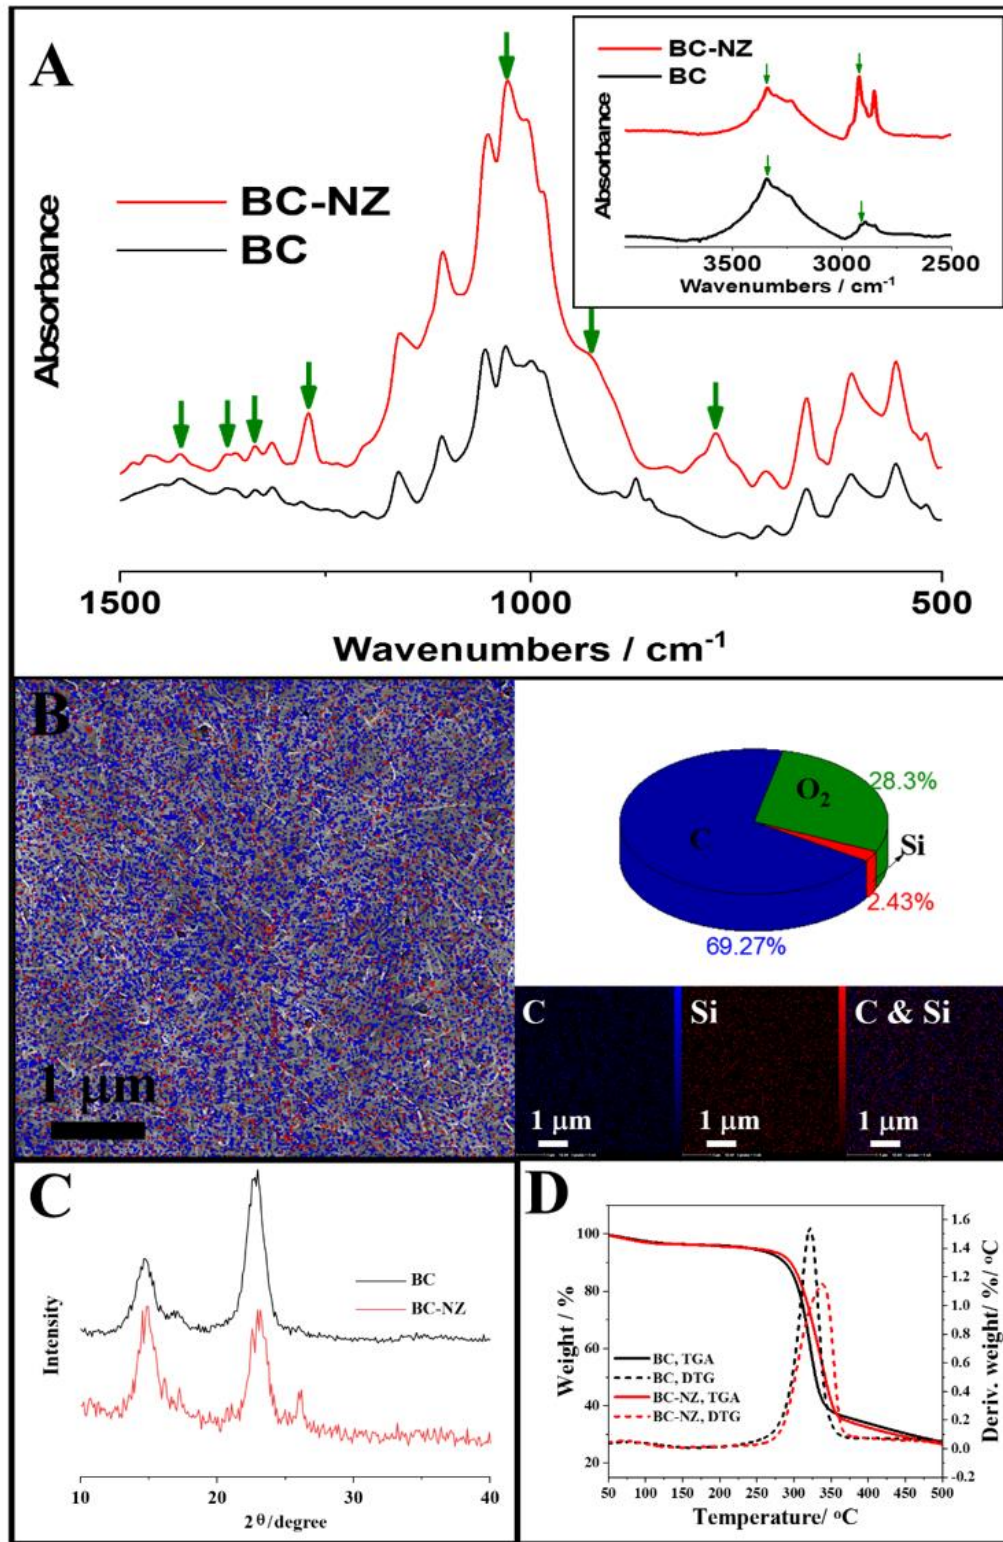 A
BC-NZ
BC
Absorbance
1500
1000
500
Wavenumbers / cm⁻¹
BC-NZ
BC
Absorbance
3500
3000
2500
Wavenumbers / cm⁻¹
B
1 μm
C
O₂
Si
28.3%
2.43%
69.27%
C
1 μm
Si
1 μm
C & Si
1 μm
C
BC
BC-NZ
Intensity
10
20
30
40
2θ/degree
D
100
80
60
40
20
Weight / %
BC, TGA
BC, DTG
BC-NZ, TGA
BC-NZ, DTG
1.6
1.4
1.2
1.0
0.8
0.6
0.4
0.2
0.0
-0.2
Deriv. weight/ %/ °C
50 100 150 200 250 300 350 400 450 500
Temperature/ °C